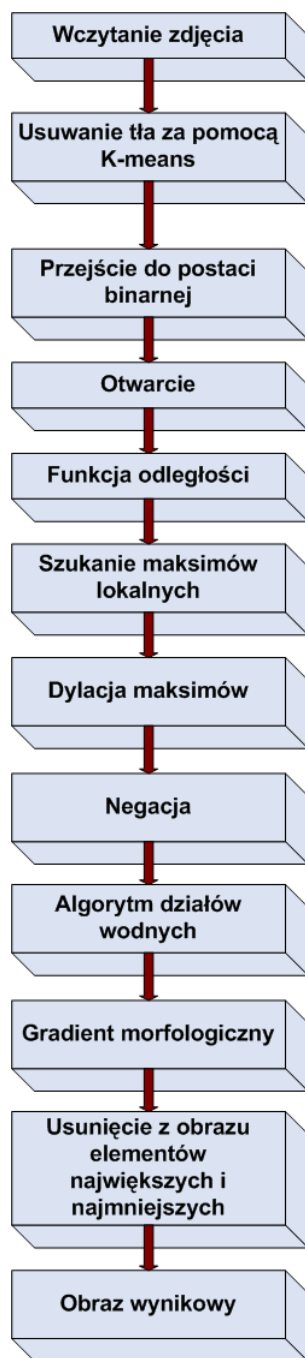 Wczytanie zdjęcia
Usuwanie tła za pomocą
K-means
Przejście do postaci
binarnej
Otwarcie
Funkcja odległości
Szukanie maksimów
lokalnych
Dylacja maksimów
Negacja
Algorytm działów
wodnych
Gradient morfologiczny
Usunięcie z obrazu
elementów
największych i
najmniejszych
Obraz wynikowy